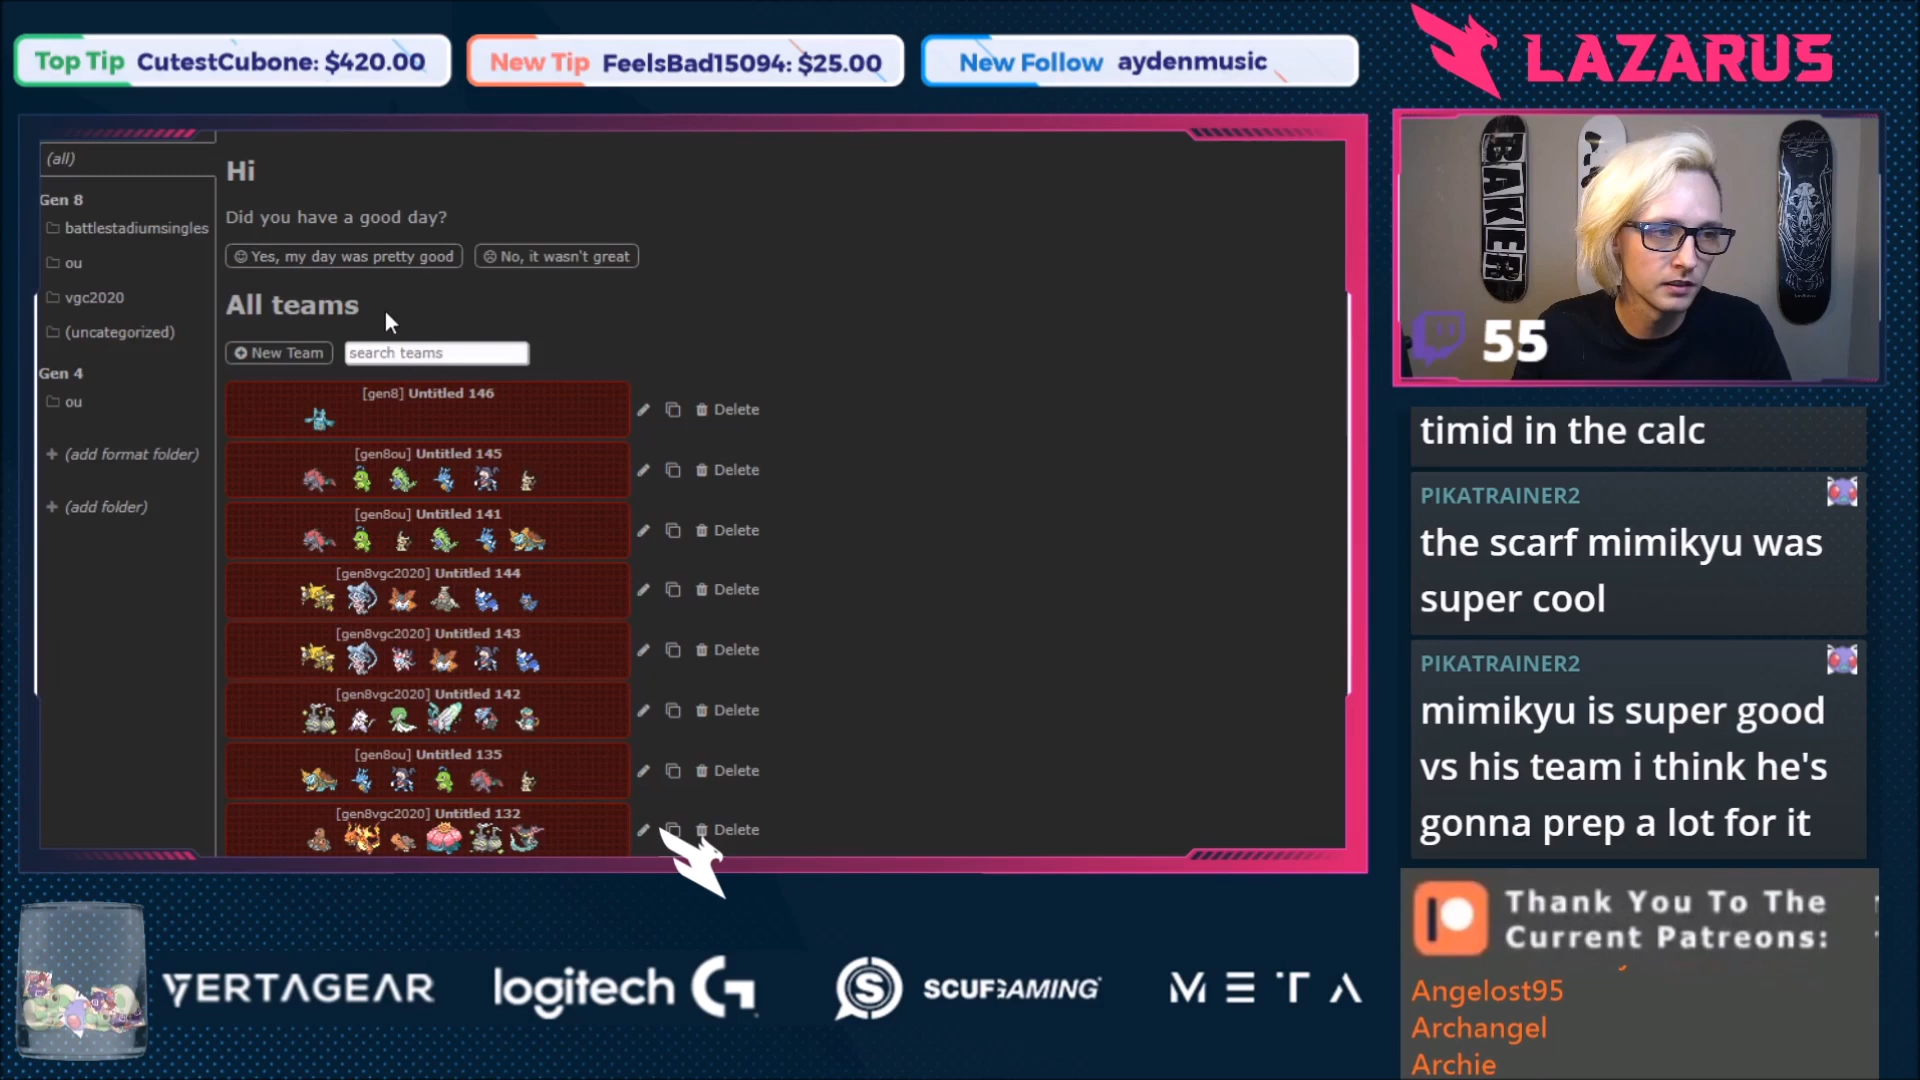 Top Tip CutestCubone: $420.00
New Tip FeelsBad15094: $25.00
New Follow aydenmusic
LAZARUS
(all)
Gen 8
battlestadiumsingles
ou
vgc2020
(uncategorized)
Gen 4
ou
(add format folder)
(add folder)
Hi
Did you have a good day?
Yes, my day was pretty good
No, it wasn't great
All teams
New Team
search teams
[gen8] Untitled 146
Delete
[gen8ou] Untitled 145
Delete
[gen8ou] Untitled 141
Delete
[gen8vgc2020] Untitled 144
Delete
[gen8vgc2020] Untitled 143
Delete
[gen8vgc2020] Untitled 142
Delete
[gen8ou] Untitled 135
Delete
[gen8vgc2020] Untitled 132
Delete
BAKER
55
timid in the calc
PIKATRAINER2
the scarf mimikyu was
super cool
PIKATRAINER2
mimikyu is super good
vs his team i think he's
gonna prep a lot for it
Thank You To The
Current Patreons:
Angelost95
Archangel
Archie
VERTAGEAR
logitech G
SCUF GAMING
META